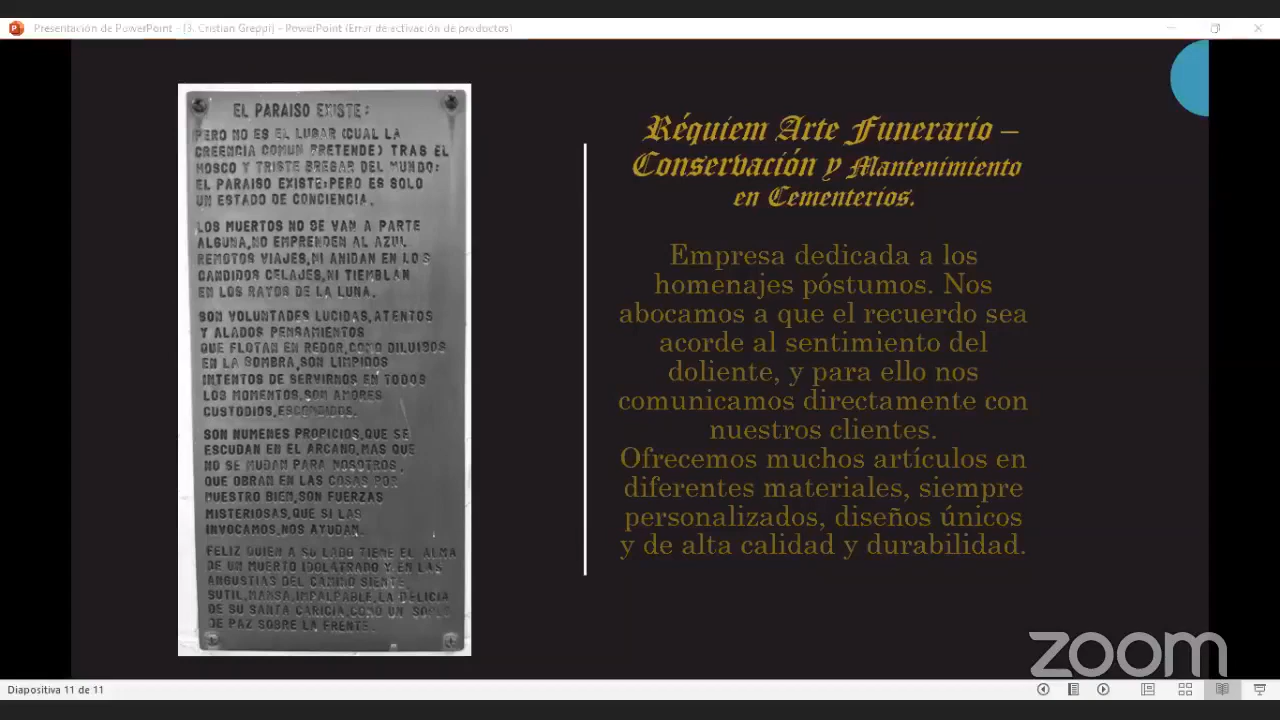 Presentación de PowerPoint - [3. Cristian Greppi] - PowerPoint (Error de activación de productos)
EL PARAISO EXISTE:
PERO NO ES EL LUGAR (CUAL LA
CREENCIA COMUN PRETENDE) TRAS EL
HOSCO Y TRISTE BREGAR DEL MUNDO:
EL PARAISO EXISTE:PERO ES SOLO
UN ESTADO DE CONCIENCIA.
LOS MUERTOS NO SE VAN A PARTE
ALGUNA,NO EMPRENDEN AL AZUL
REMOTOS VIAJES,NI ANIDAN EN LOS
CANDIDOS CELAJES,NI TIEMBLAN
EN LOS RAYOS DE LA LUNA.
SON VOLUNTADES LUCIDAS,ATENTOS
Y ALADOS PENSAMIENTOS
QUE FLOTAN EN REDOR,COMO DILUIDOS
EN LA SOMBRA,SON LIMPIDOS
INTENTOS DE SERVIRNOS EN TODOS
LOS MOMENTOS,SON AMORES
CUSTODIOS,ESCONDIDOS.
SON NUMENES PROPICIOS,QUE SE
ESCUDAN EN EL ARCANO,MAS QUE
NO SE MUDAN PARA NOSOTROS,
QUE OBRAN EN LAS COSAS POR
NUESTRO BIEN,SON FUERZAS
MISTERIOSAS,QUE SI LAS
INVOCAMOS,NOS AYUDAN.
FELIZ QUIEN A SU LADO TIENE EL ALMA
DE UN MUERTO IDOLATRADO Y EN LAS
ANGUSTIAS DEL CAMINO SIENTE,
SUTIL,MANSA,IMPALPABLE,LA DELICIA
DE SU SANTA CARICIA,COMO UN SOPLO
DE PAZ SOBRE LA FRENTE.
Réquiem Arte Funerario –
Conservación y Mantenimiento
en Cementerios.
Empresa dedicada a los
homenajes póstumos. Nos
abocamos a que el recuerdo sea
acorde al sentimiento del
doliente, y para ello nos
comunicamos directamente con
nuestros clientes.
Ofrecemos muchos artículos en
diferentes materiales, siempre
personalizados, diseños únicos
y de alta calidad y durabilidad.
zoom
Diapositiva 11 de 11